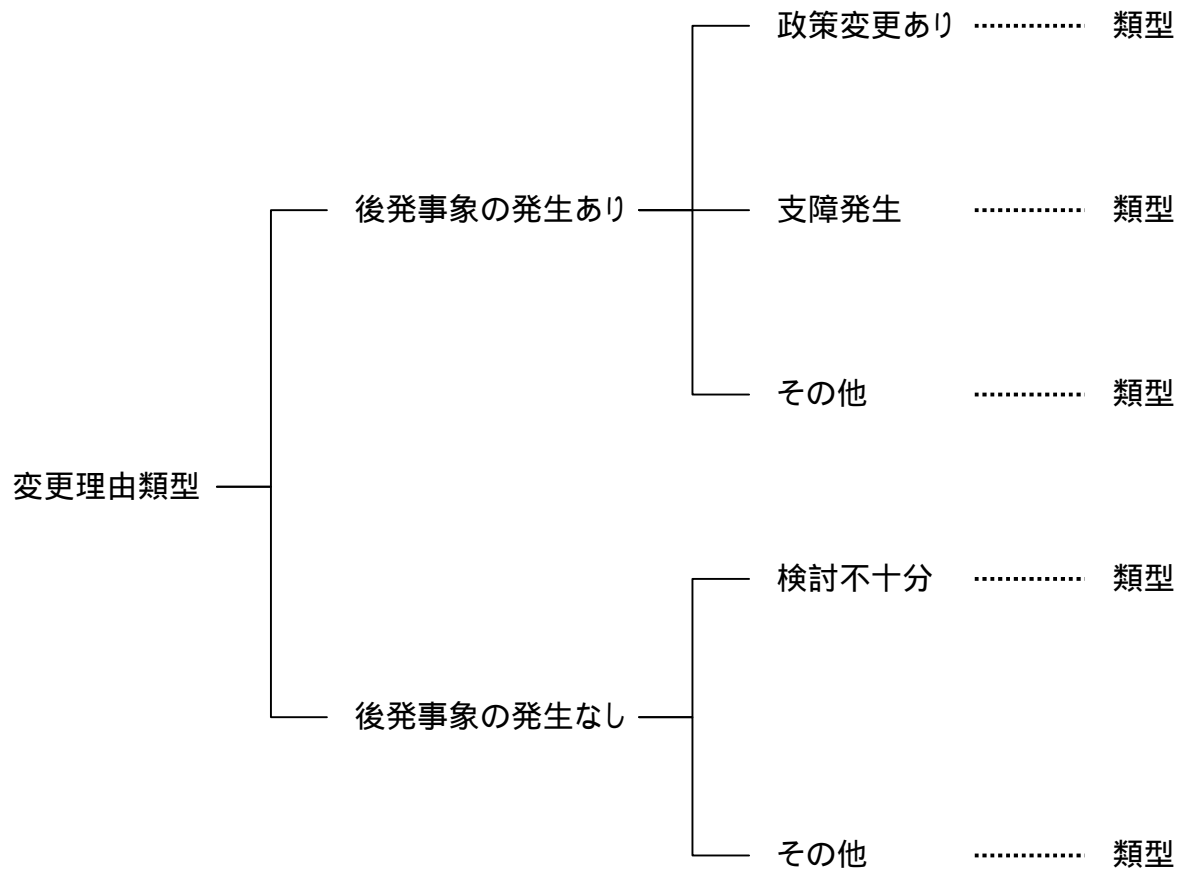 政策変更あり 類型
後発事象の発生あり 支障発生 類型
その他 類型
変更理由類型
検討不十分 類型
後発事象の発生なし
その他 類型